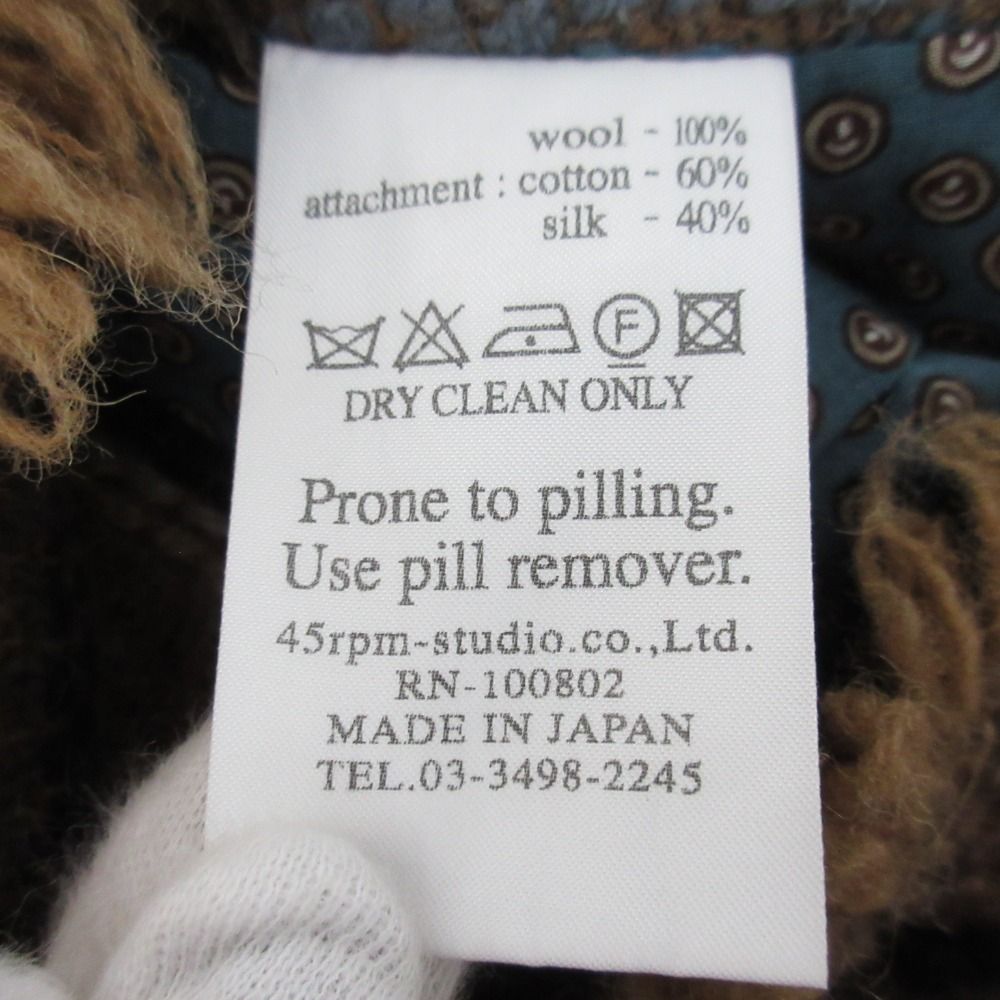 wool - 100%
attachment : cotton - 60%
silk - 40%
F
DRY CLEAN ONLY
Prone to pilling.
Use pill remover.
45rpm-studio.co.,Ltd.
RN-100802
MADE IN JAPAN
TEL.03-3498-2245